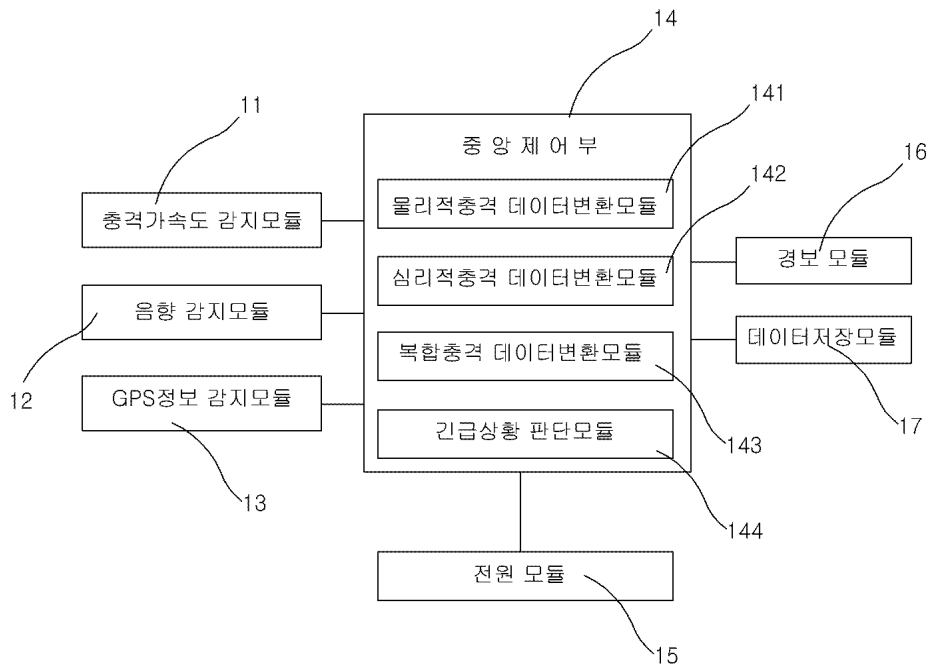 14
11
141
중 앙 제 어 부
142
16
물리적충격 데이터변환모듈
충격가속도 감지모듈
심리적충격 데이터변환모듈
경보 모듈
음향 감지모듈
복합충격 데이터변환모듈
데이터저장모듈
12
GPS정보 감지모듈
긴급상황 판단모듈
143
17
13
144
전원 모듈
15